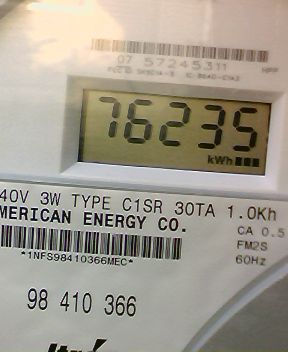 07 57245311
76235
kWh
40V 3W TYPE C1SR 30TA 1.0Kh
MERICAN ENERGY CO.
CA 0.5
FM2S
60Hz
*1NFS98410366MEC*
98 410 366